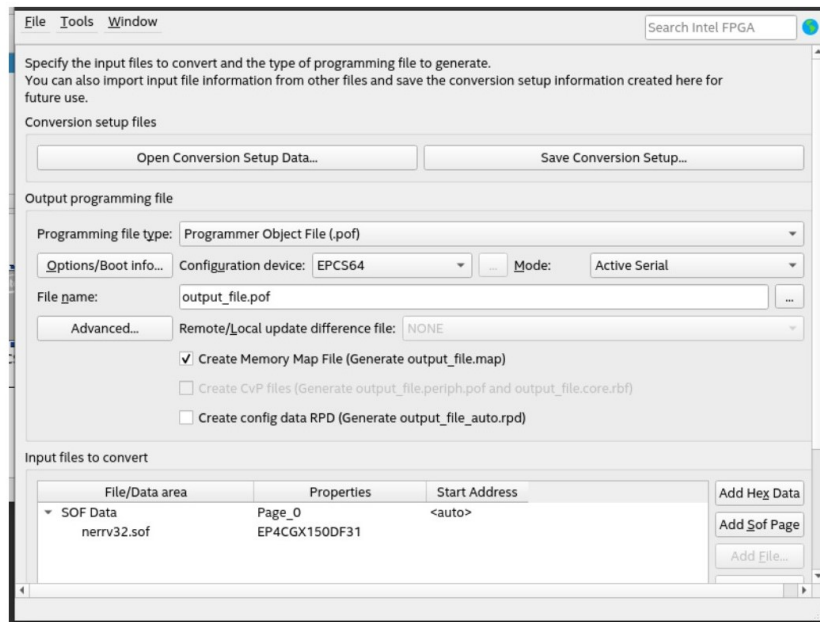 File Tools Window
Search Intel FPGA
Specify the input files to convert and the type of programming file to generate.
You can also import input file information from other files and save the conversion setup information created here for
future use.
Conversion setup files
Open Conversion Setup Data...
Save Conversion Setup...
Output programming file
Programming file type: Programmer Object File (.pof)
Options/Boot info... Configuration device: EPCS64 ... Mode: Active Serial
File name: output_file.pof ...
Advanced... Remote/Local update difference file: NONE
Create Memory Map File (Generate output_file.map)
Create CvP files (Generate output_file.periph.pof and output_file.core.rbf)
Create config data RPD (Generate output_file_auto.rpd)
Input files to convert
File/Data area Properties Start Address
SOF Data Page_0 <auto>
nerrv32.sof EP4CGX150DF31
Add Hex Data
Add Sof Page
Add File...